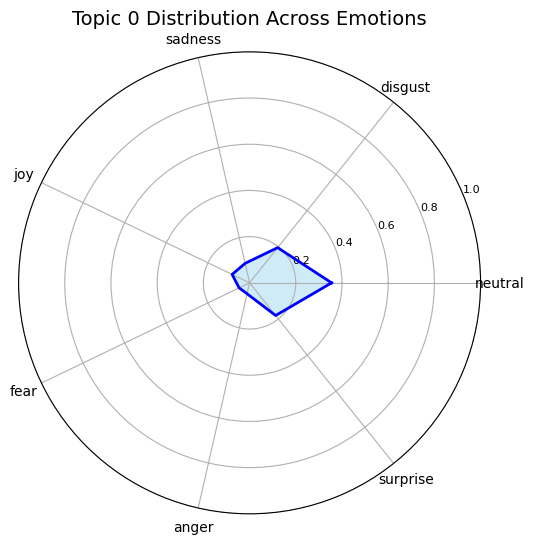 Topic 0 Distribution Across Emotions
sadness
disgust
joy
1.0
0.8
0.6
0.4
0.2
neutral
fear
surprise
anger